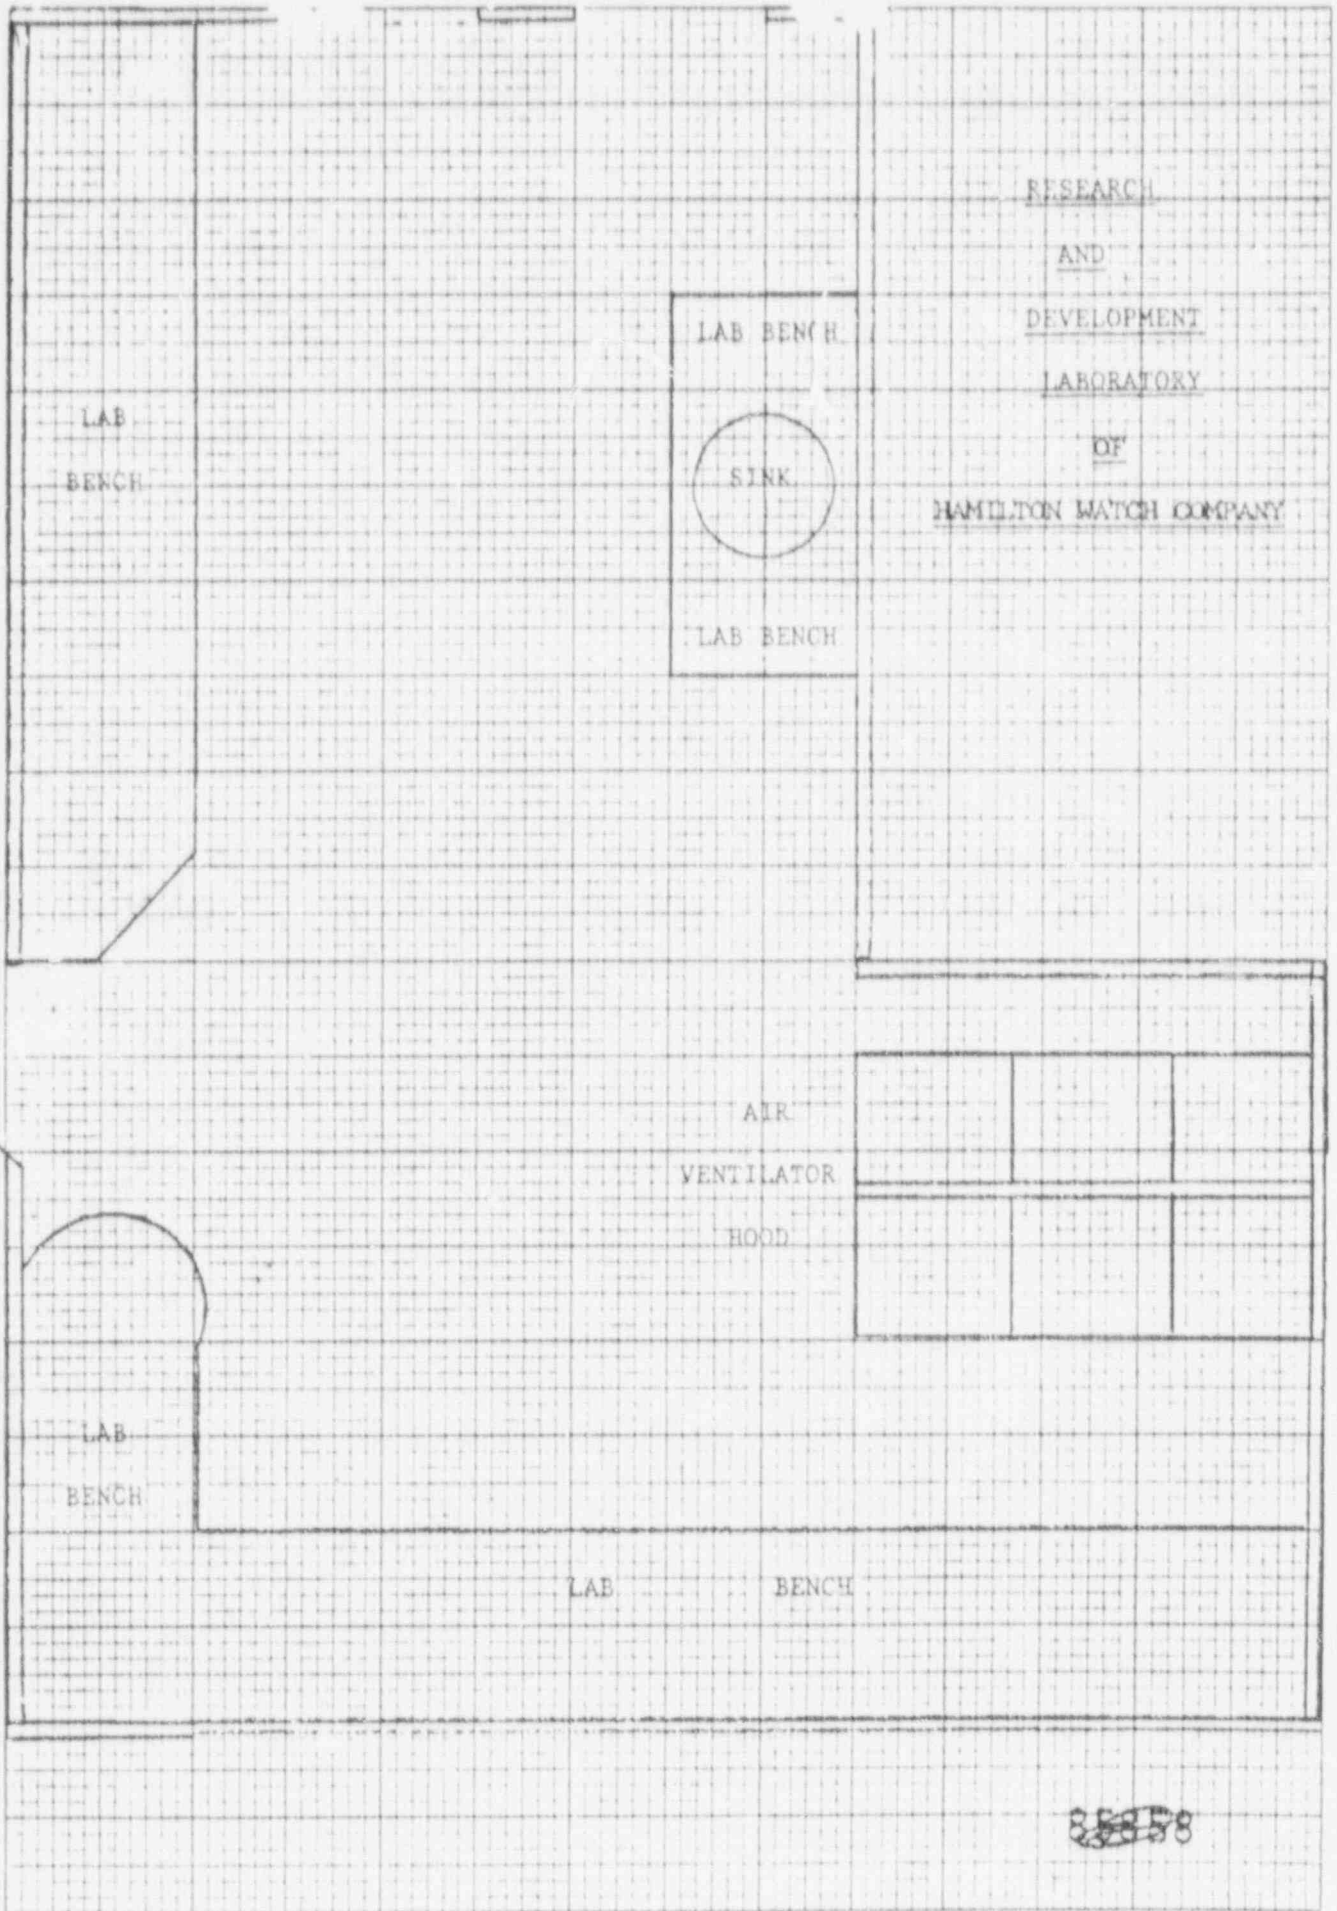 RESEARCH
AND
DEVELOPMENT
LABORATORY
OF
HAMILTON WATCH COMPANY
LAB BENCH
SINK
LAB BENCH
LAB
BENCH
AIR
VENTILATOR
HOOD
LAB
BENCH
LAB BENCH